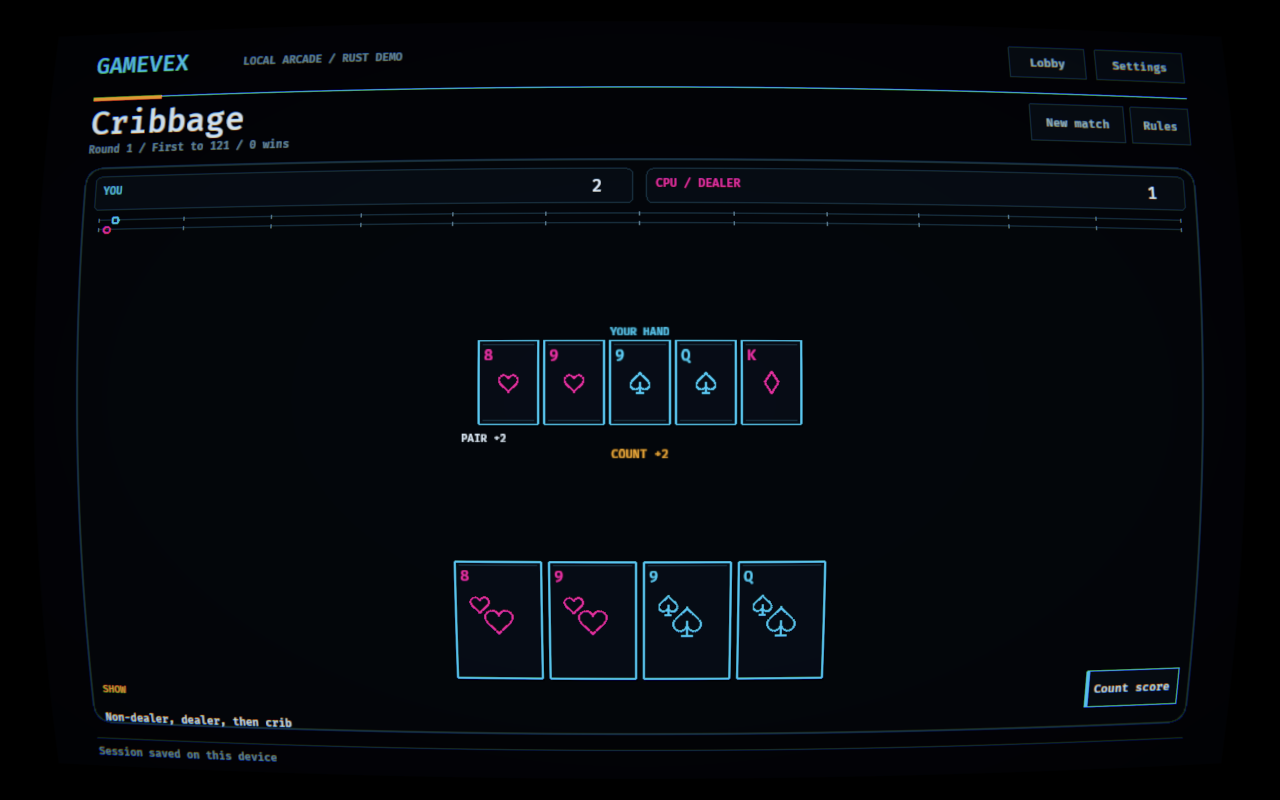 GAMEVEX
LOCAL ARCADE / RUST DEMO
Lobby
Settings
Cribbage
Round 1 / First to 121 / 0 wins
New match
Rules
YOU
2
CPU / DEALER
1
YOUR HAND
8
9
9
Q
K
PAIR +2
COUNT +2
8
9
9
Q
SHOW
Non-dealer, dealer, then crib
Count score
Session saved on this device